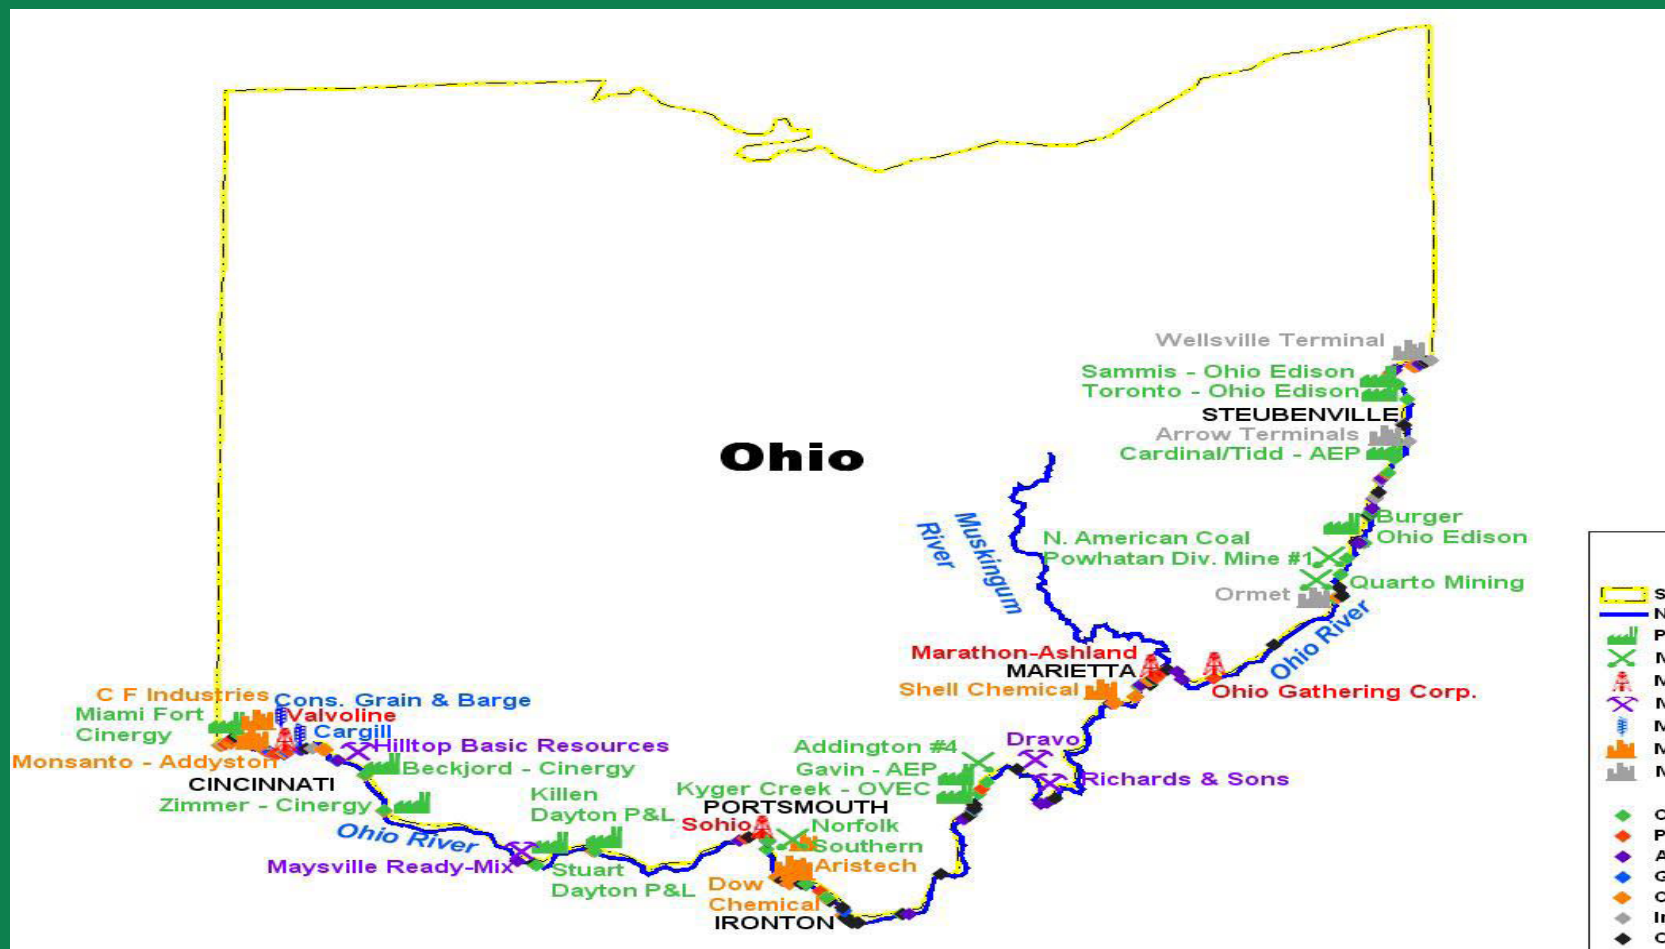 Wellsville Terminal
Sammis - Ohio Edison
Toronto - Ohio Edison
STEUBENVILLE
Arrow Terminals
Cardinal/Tidd - AEP
Ohio
Muskingum
River
Burger
Ohio Edison
N. American Coal
Powhatan Div. Mine #1
Quarto Mining
Ormet
Ohio River
Marathon-Ashland
MARIETTA
Shell Chemical
Ohio Gathering Corp.
C F Industries
Cons. Grain & Barge
Miami Fort
Cinergy
Valvoline
Cargill
Hilltop Basic Resources
Monsanto - Addyston
Beckjord - Cinergy
CINCINNATI
Zimmer - Cinergy
Ohio River
Maysville Ready-Mix
Killen
Dayton P&L
Stuart
Dayton P&L
Dravo
Addington #4
Gavin - AEP
Kyger Creek - OVEC
Richards & Sons
PORTSMOUTH
Sohio
Norfolk
Southern
Aristech
Dow
Chemical
IRONTON
S
N
P
M
M
M
M
M
M
C
P
A
G
C
In
O